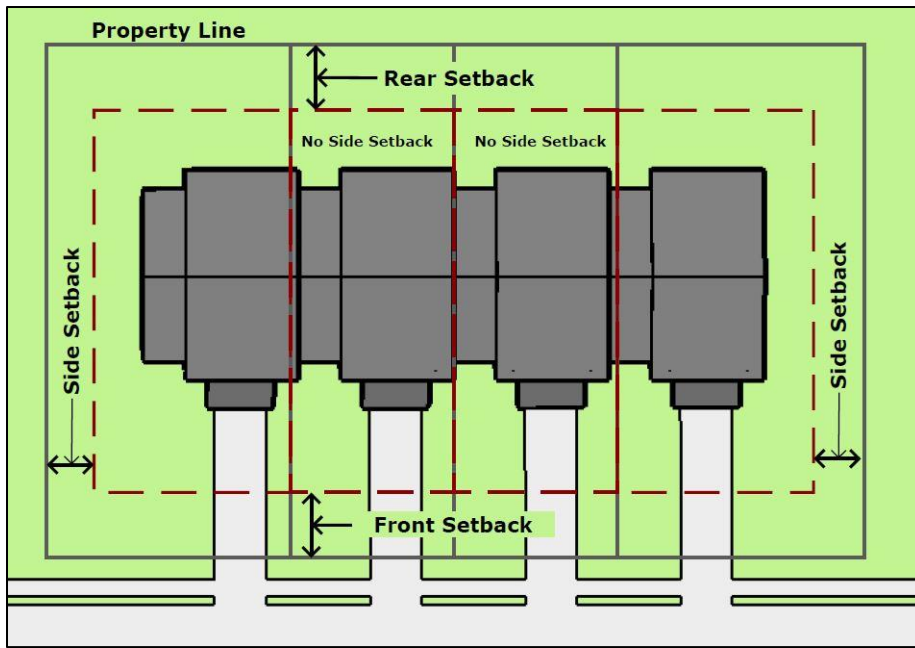 Property Line
Rear Setback
No Side Setback
No Side Setback
Side Setback
Side Setback
Front Setback